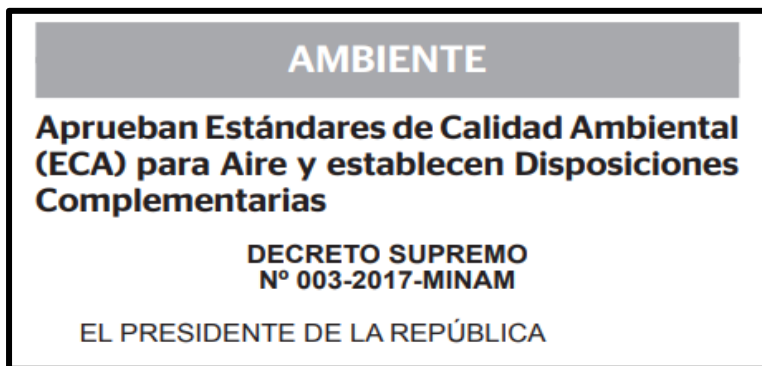 AMBIENTE
Aprueban Estándares de Calidad Ambiental
(ECA) para Aire y establecen Disposiciones
Complementarias
DECRETO SUPREMO
Nº 003-2017-MINAM
EL PRESIDENTE DE LA REPÚBLICA